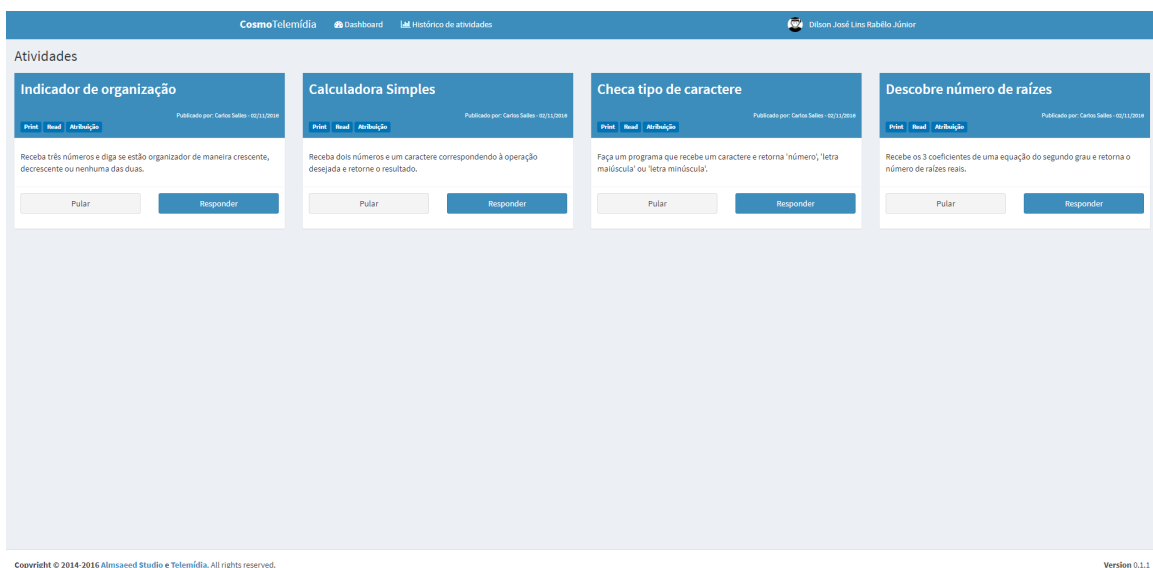 CosmoTelemídia Dashboard Histórico de atividades Dilson José Lins Rabêlo Júnior
Atividades
Indicador de organização
Publicado por: Carlos Salles - 02/11/2016
Print Read Atribuição
Receba três números e diga se estão organizador de maneira crescente,
decrescente ou nenhuma das duas.
Pular Responder
Calculadora Simples
Publicado por: Carlos Salles - 02/11/2016
Print Read Atribuição
Receba dois números e um caractere correspondendo à operação
desejada e retorne o resultado.
Pular Responder
Checa tipo de caractere
Publicado por: Carlos Salles - 02/11/2016
Print Read Atribuição
Faça um programa que recebe um caractere e retorna 'número', 'letra
maiúscula' ou 'letra minúscula'.
Pular Responder
Descobre número de raízes
Publicado por: Carlos Salles - 02/11/2016
Print Read Atribuição
Recebe os 3 coeficientes de uma equação do segundo grau e retorna o
número de raízes reais.
Pular Responder
Copyright © 2014-2016 Almsaeed Studio e Telemídia. All rights reserved. Version 0.1.1